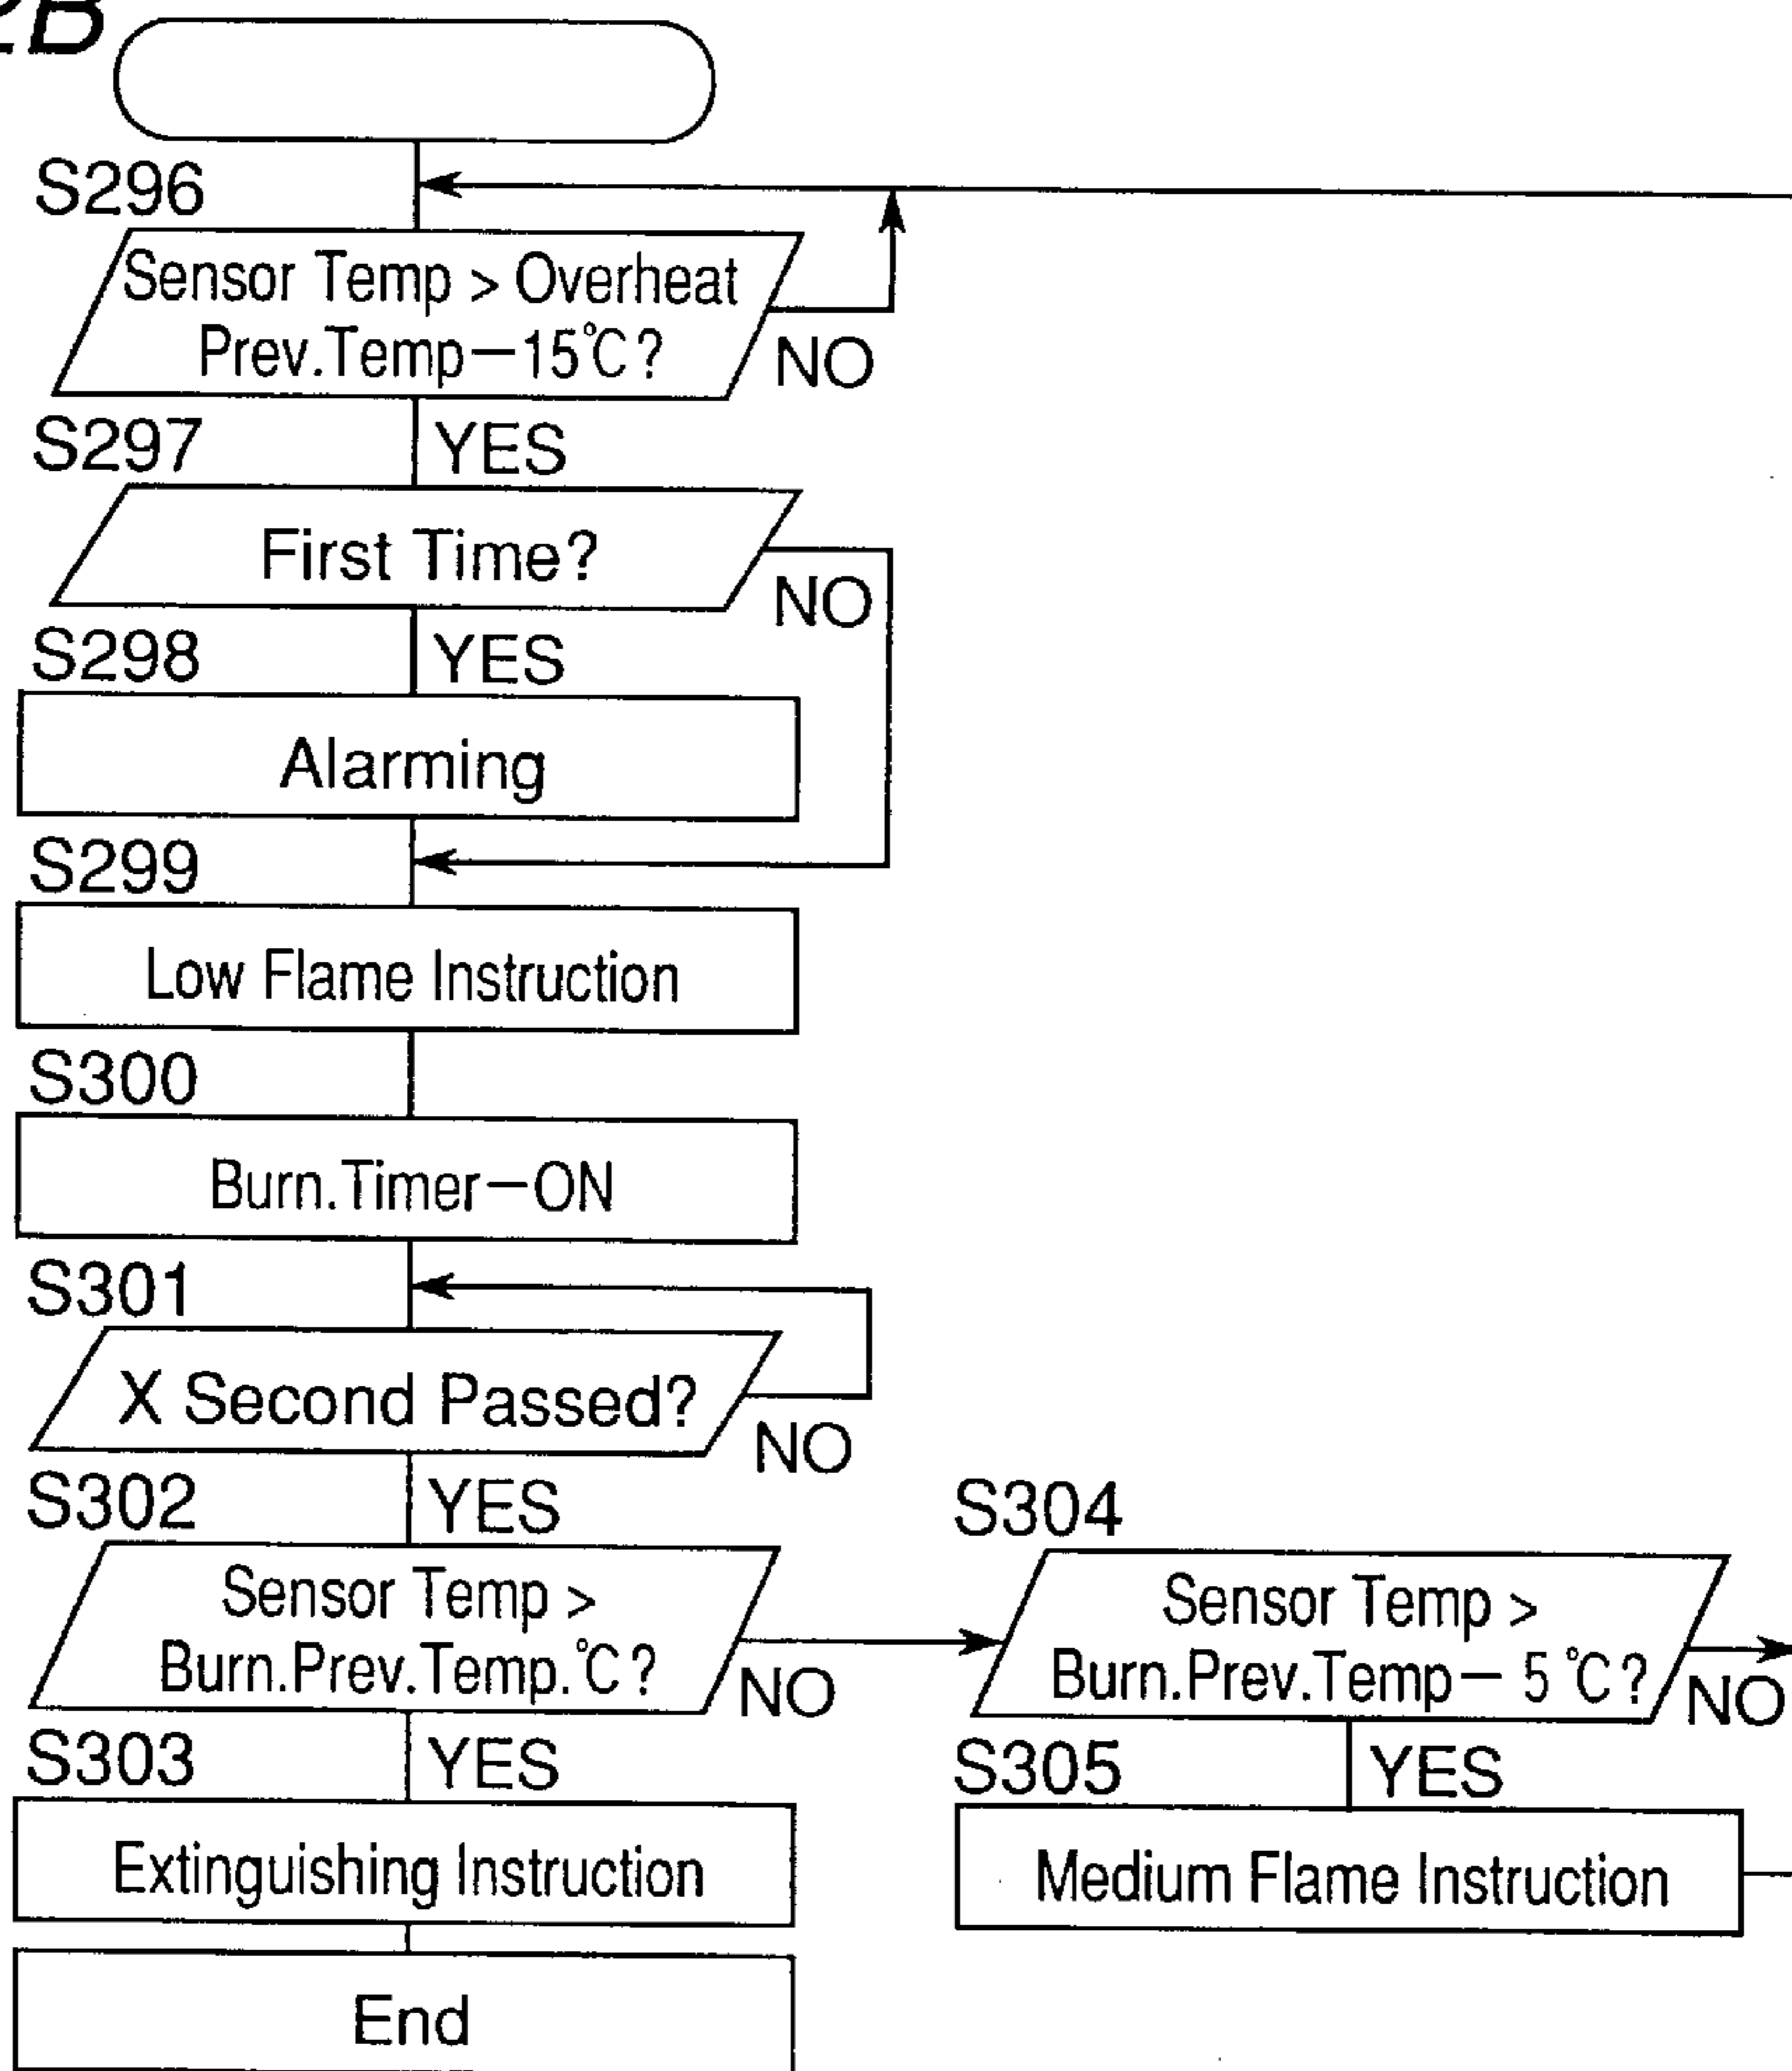 2B
S296
Sensor Temp > Overheat
Prev.Temp—15℃?
NO
S297
YES
First Time?
NO
S298
YES
Alarming
S299
Low Flame Instruction
S300
Burn.Timer—ON
S301
X Second Passed?
NO
S302
YES
Sensor Temp >
Burn.Prev.Temp.℃?
NO
S304
Sensor Temp >
Burn.Prev.Temp— 5℃?
NO
S303
YES
Extinguishing Instruction
S305
YES
Medium Flame Instruction
End